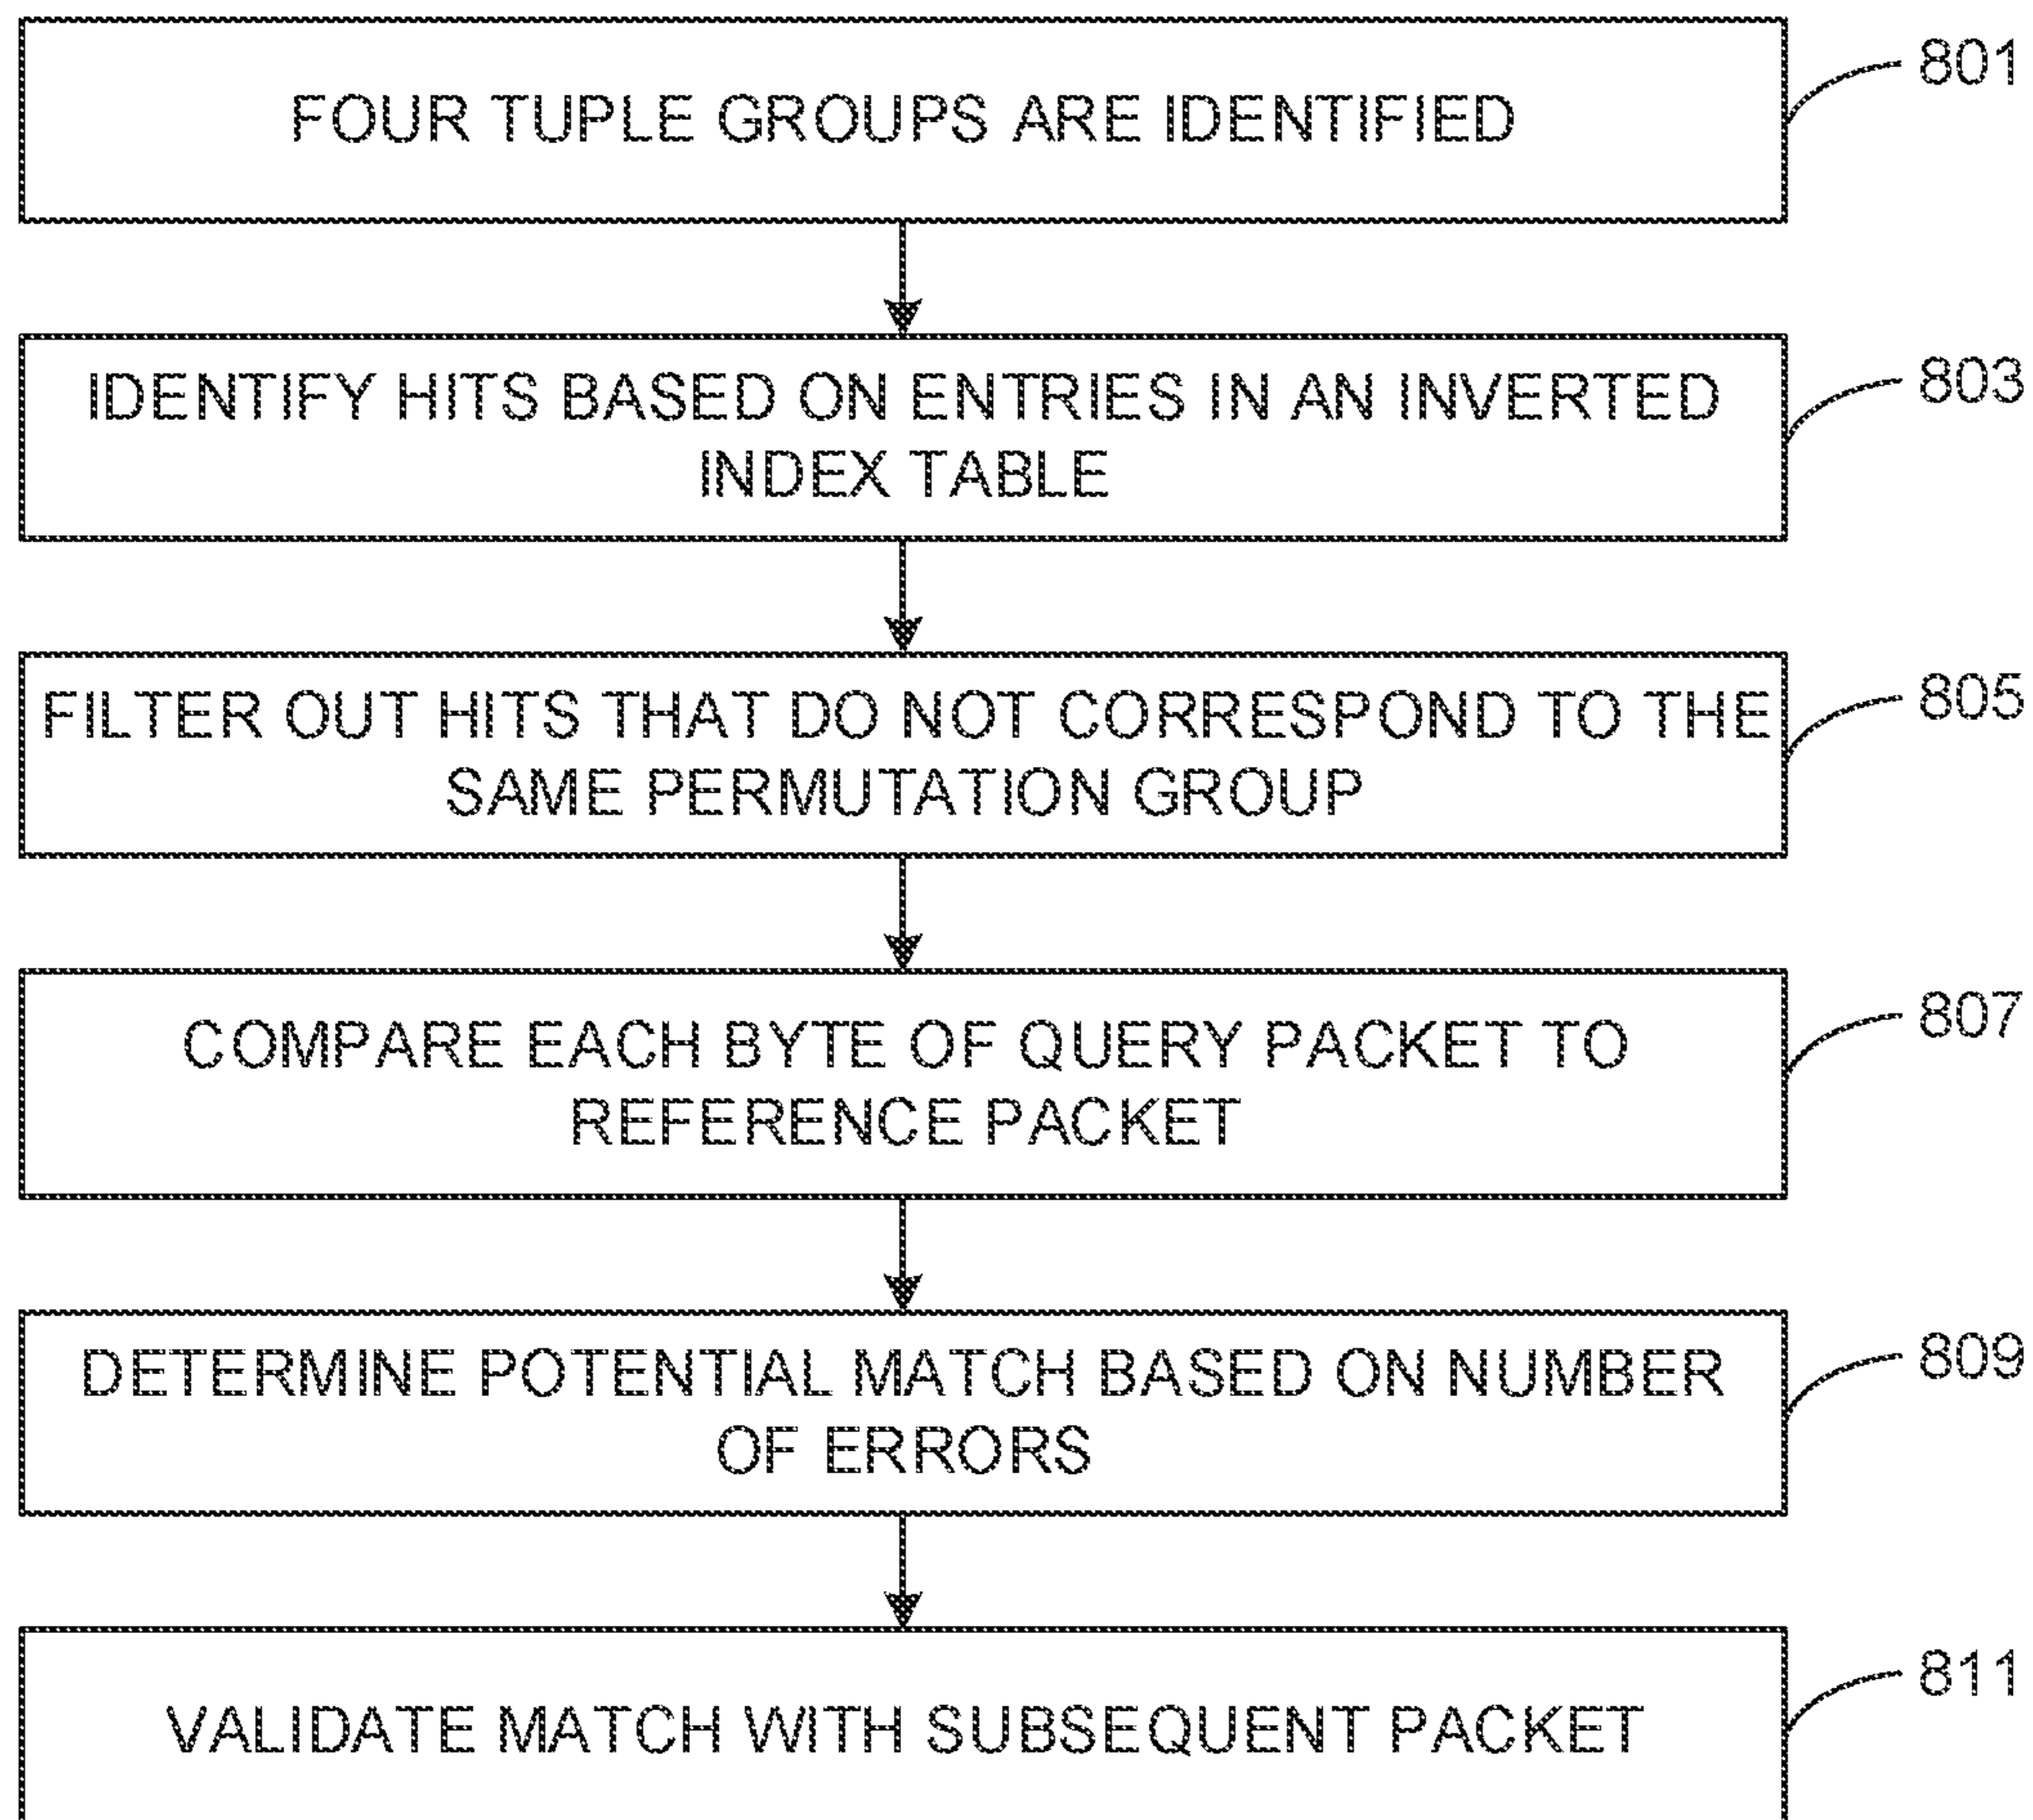 FOUR TUPLE GROUPS ARE IDENTIFIED
801
IDENTIFY HITS BASED ON ENTRIES IN AN INVERTED
INDEX TABLE
803
FILTER OUT HITS THAT DO NOT CORRESPOND TO THE
SAME PERMUTATION GROUP
805
COMPARE EACH BYTE OF QUERY PACKET TO
REFERENCE PACKET
807
DETERMINE POTENTIAL MATCH BASED ON NUMBER
OF ERRORS
809
VALIDATE MATCH WITH SUBSEQUENT PACKET
811